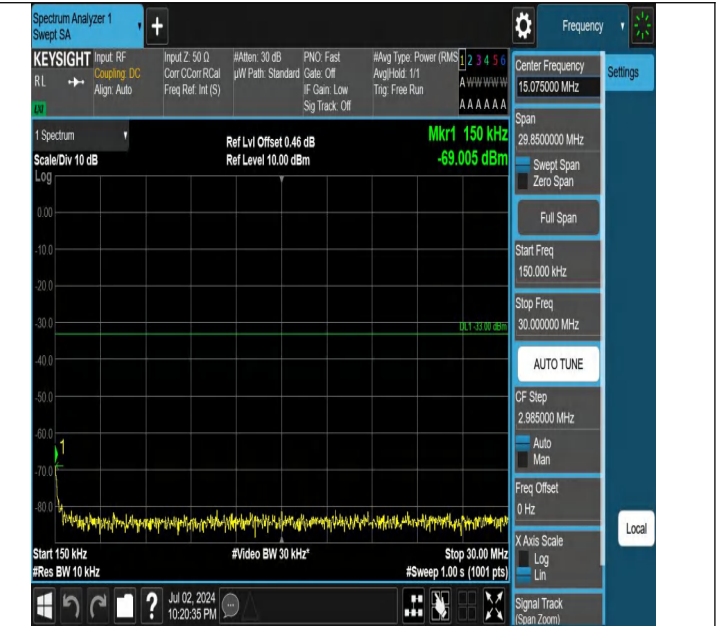 Spectrum Analyzer 1
Swept SA
+
Frequency
KEYSIGHT
RL
Input: RF
Coupling: DC
Align: Auto
Input Z: 50 Ω
Corr CCorr RCal
Freq Ref: Int (S)
#Atten: 30 dB
µW Path: Standard
PNO: Fast
Gate: Off
IF Gain: Low
Sig Track: Off
#Avg Type: Power (RMS
Avg|Hold: 1/1
Trig: Free Run
1 2 3 4 5 6
A W W W W W
A A A A A A
1 Spectrum
Scale/Div 10 dB
Log
Ref Lvl Offset 0.46 dB
Ref Level 10.00 dBm
Mkr1 150 kHz
-69.005 dBm
0.00
-10.0
-20.0
-30.0
DL1 -33.00 dBm
-40.0
-50.0
-60.0
1
-70.0
-80.0
Start 150 kHz
#Video BW 30 kHz*
Stop 30.00 MHz
#Res BW 10 kHz
#Sweep 1.00 s (1001 pts)
Center Frequency
15.075000 MHz
Settings
Span
29.8500000 MHz
Swept Span
Zero Span
Full Span
Start Freq
150.000 kHz
Stop Freq
30.000000 MHz
AUTO TUNE
CF Step
2.985000 MHz
Auto
Man
Freq Offset
0 Hz
X Axis Scale
Log
Lin
Local
Signal Track
(Span Zoom)
?
Jul 02, 2024
10:20:35 PM